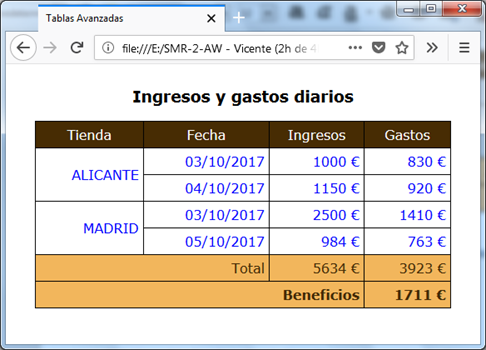 Tablas Avanzadas
file:///E:/SMR-2-AW - Vicente (2h de 4
Ingresos y gastos diarios
Tienda Fecha Ingresos Gastos
ALICANTE 03/10/2017 1000 € 830 €
04/10/2017 1150 € 920 €
MADRID 03/10/2017 2500 € 1410 €
05/10/2017 984 € 763 €
Total 5634 € 3923 €
Beneficios 1711 €